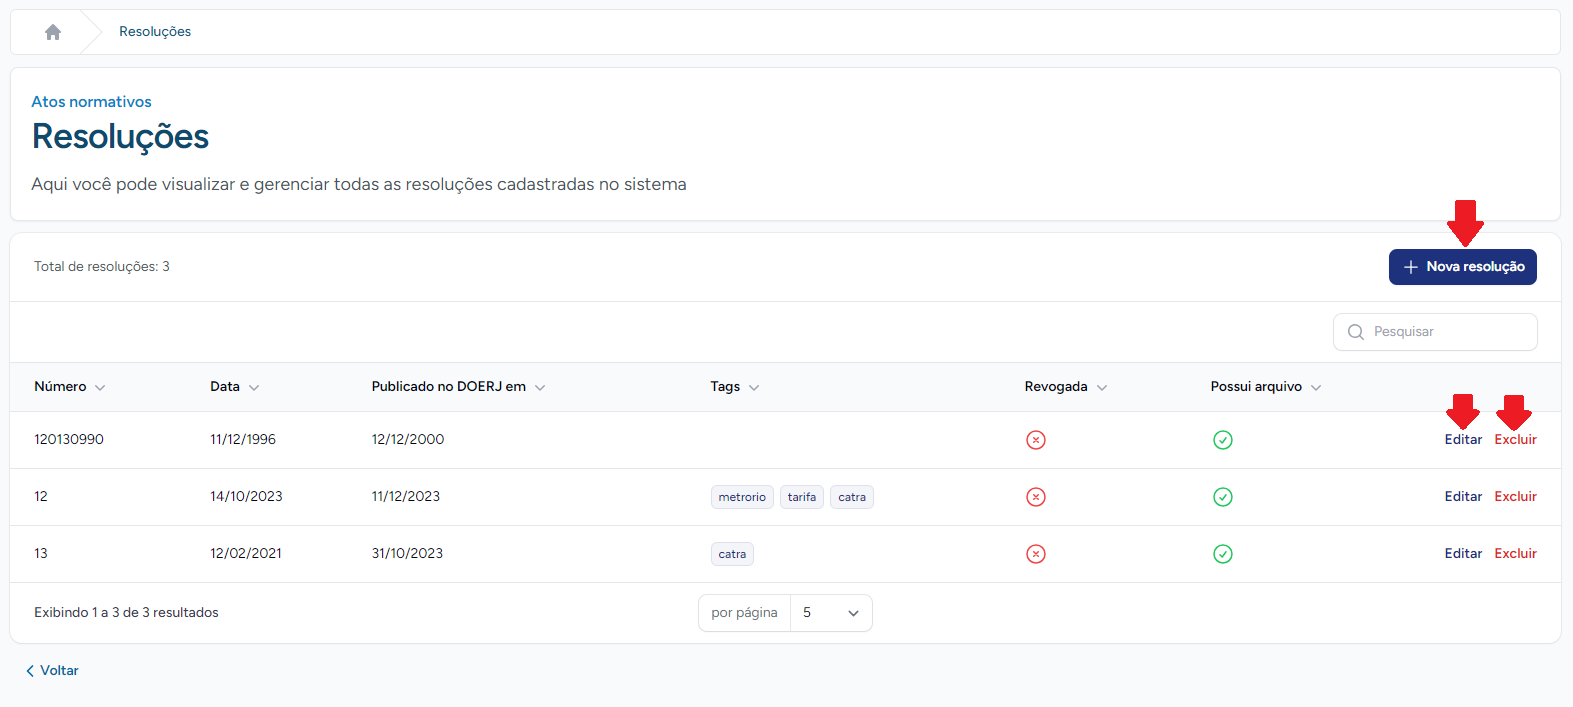 Resoluções
Atos normativos
Resoluções
Aqui você pode visualizar e gerenciar todas as resoluções cadastradas no sistema
Total de resoluções: 3
Nova resolução
Pesquisar
Número Data Publicado no DOERJ em Tags Revogada Possui arquivo
120130990 11/12/1996 12/12/2000 Editar Excluir
12 14/10/2023 11/12/2023 metrorio tarifa catra Editar Excluir
13 12/02/2021 31/10/2023 catra Editar Excluir
Exibindo 1 a 3 de 3 resultados por página 5
Voltar